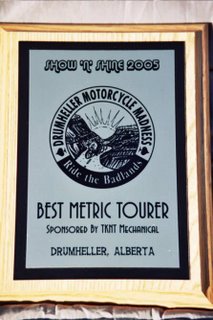 SHOW 'N' SHINE 2005
DRUMHELLER MOTORCYCLE MADNESS
Ride the Badlands
BEST METRIC TOURER
SPONSORED BY TKNT MECHANICAL
DRUMHELLER, ALBERTA